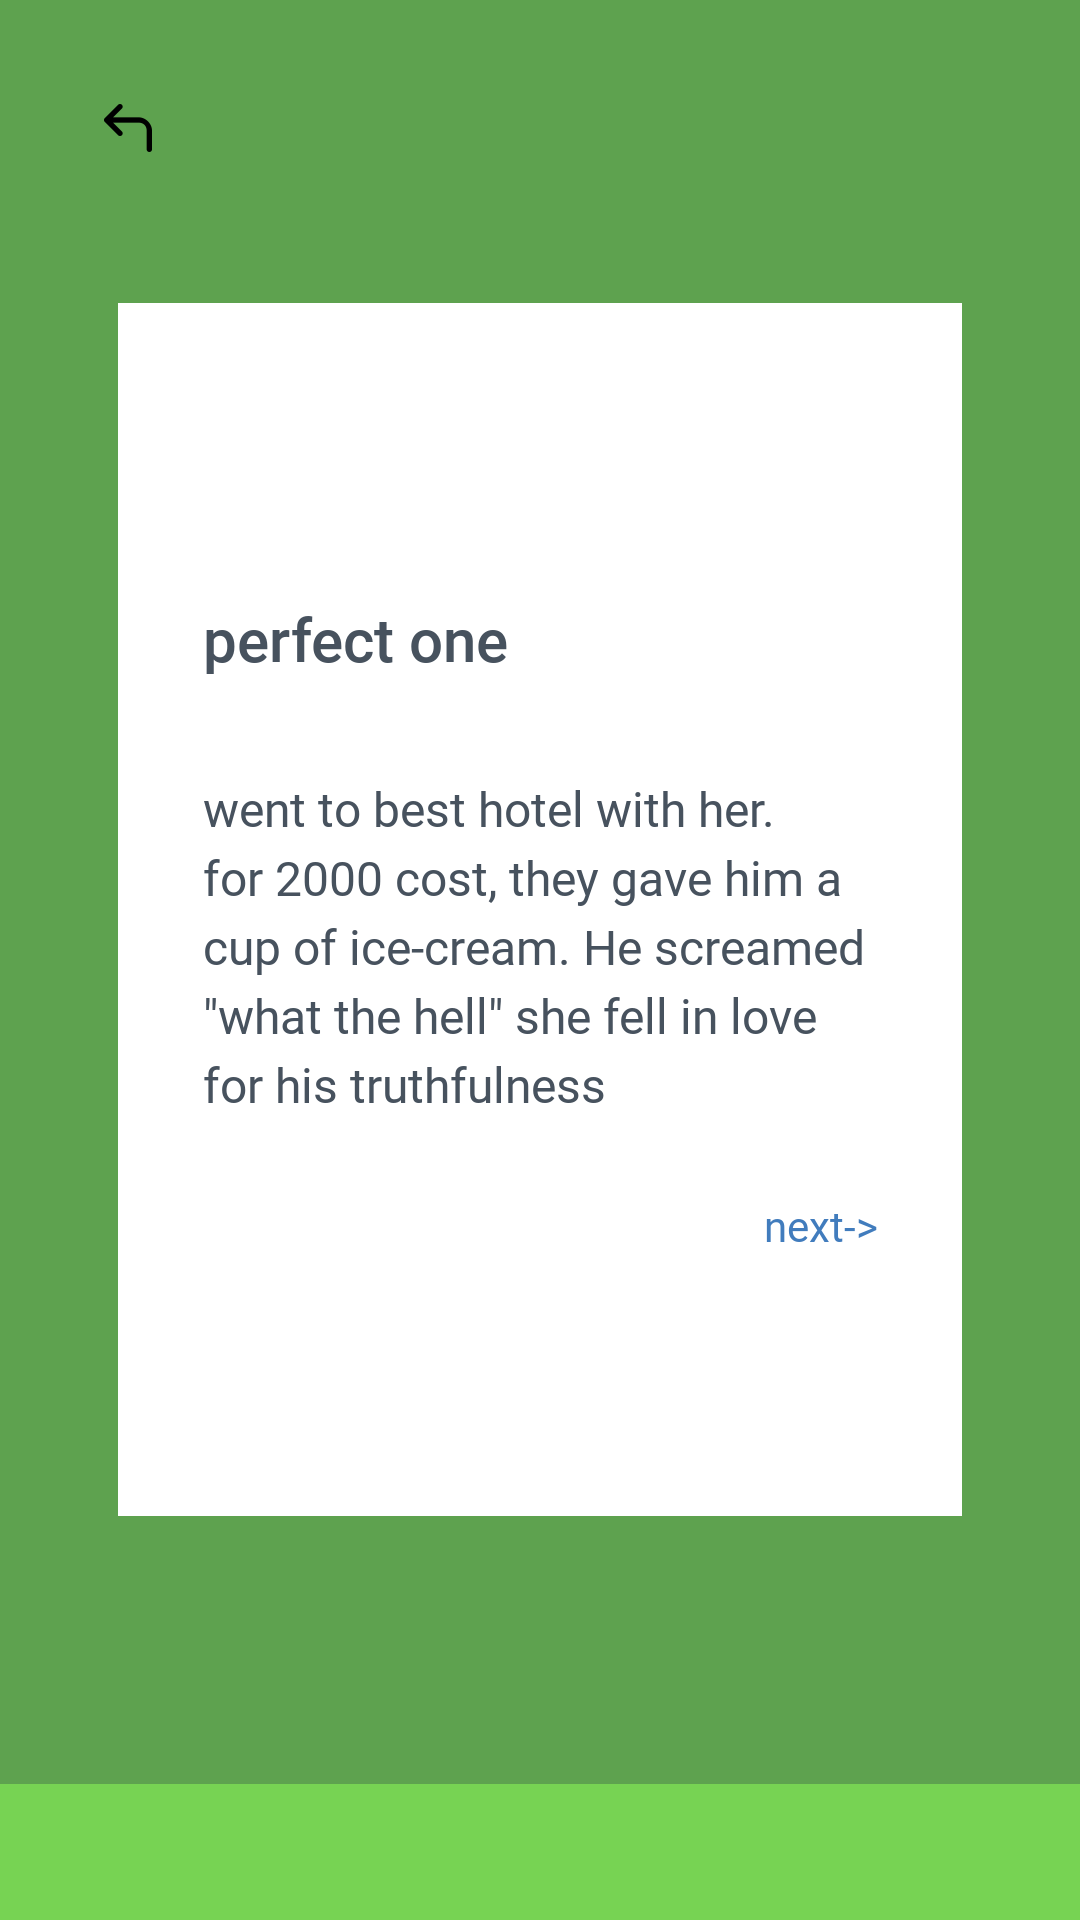 perfect one
went to best hotel with her.
for 2000 cost, they gave him a
cup of ice-cream. He screamed
"what the hell" she fell in love
for his truthfulness
next->